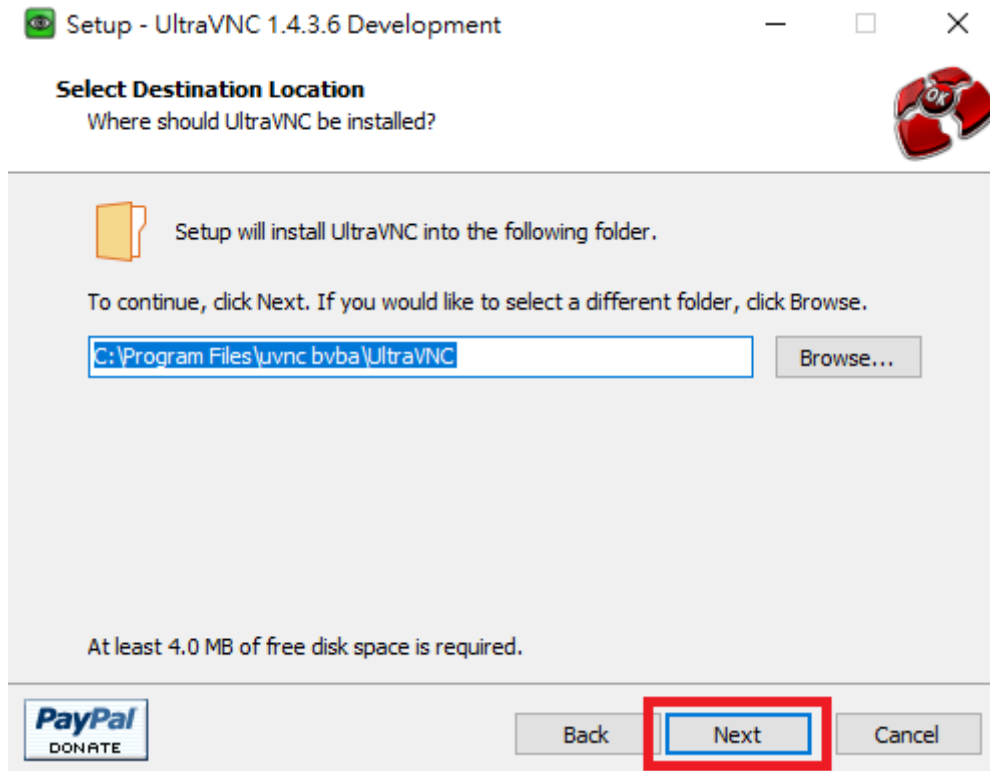 Setup - UltraVNC 1.4.3.6 Development
Select Destination Location
Where should UltraVNC be installed?
OK
Setup will install UltraVNC into the following folder.
To continue, click Next. If you would like to select a different folder, click Browse.
C:\Program Files\uvnc bvba\UltraVNC
Browse...
At least 4.0 MB of free disk space is required.
PayPal
DONATE
Back
Next
Cancel